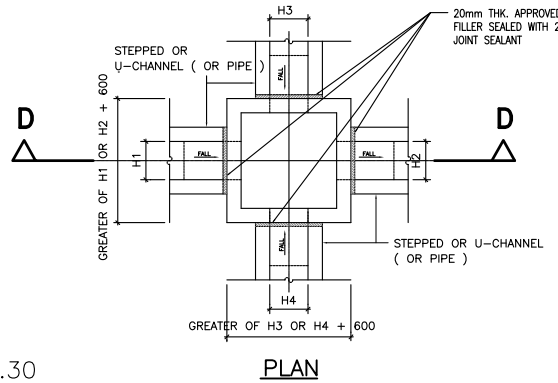 H3
20mm THK. APPROVED
FILLER SEALED WITH 2
JOINT SEALANT
STEPPED OR
U-CHANNEL ( OR PIPE )
FALL
D
D
GREATER OF H1 OR H2 + 600
H1
FALL
FALL
H2
FALL
STEPPED OR U-CHANNEL
( OR PIPE )
H4
GREATER OF H3 OR H4 + 600
.30
PLAN